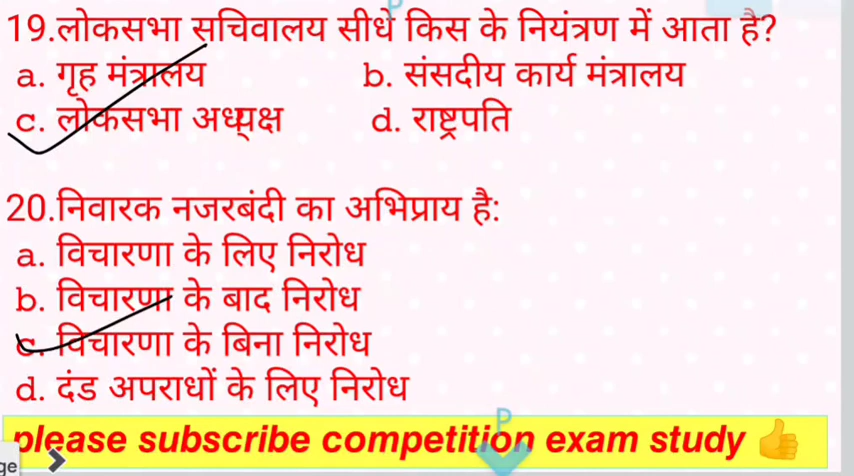 19.लोकसभा सचिवालय सीधे किस के नियंत्रण में आता है?
a. गृह मंत्रालय b. संसदीय कार्य मंत्रालय
c. लोकसभा अध्यक्ष d. राष्ट्रपति
20.निवारक नजरबंदी का अभिप्राय है:
a. विचारणा के लिए निरोध
b. विचारणा के बाद निरोध
c. विचारणा के बिना निरोध
d. दंड अपराधों के लिए निरोध
P
please subscribe competition exam study
ge